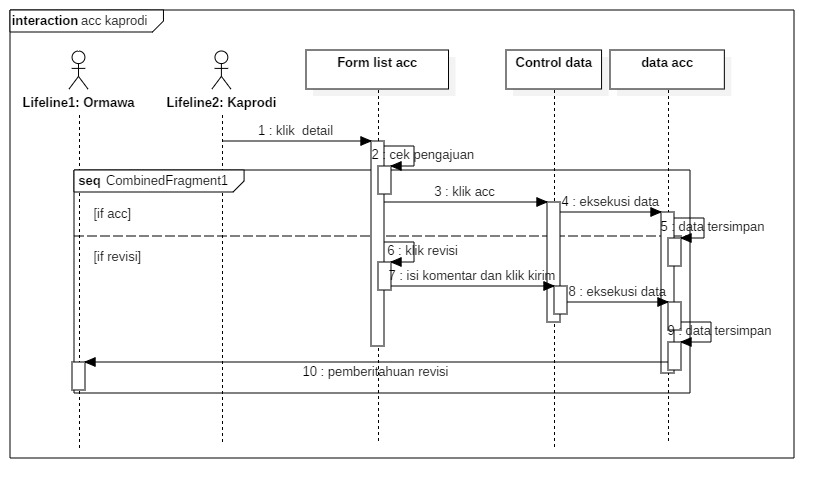 interaction acc kaprodi
Form list acc
Control data
data acc
Lifeline1: Ormawa
Lifeline2: Kaprodi
1 : klik detail
2 : cek pengajuan
seq CombinedFragment1
3 : klik acc
4 : eksekusi data
[if acc]
5 : data tersimpan
[if revisi]
6 : klik revisi
7 : isi komentar dan klik kirim
8 : eksekusi data
9 : data tersimpan
10 : pemberitahuan revisi